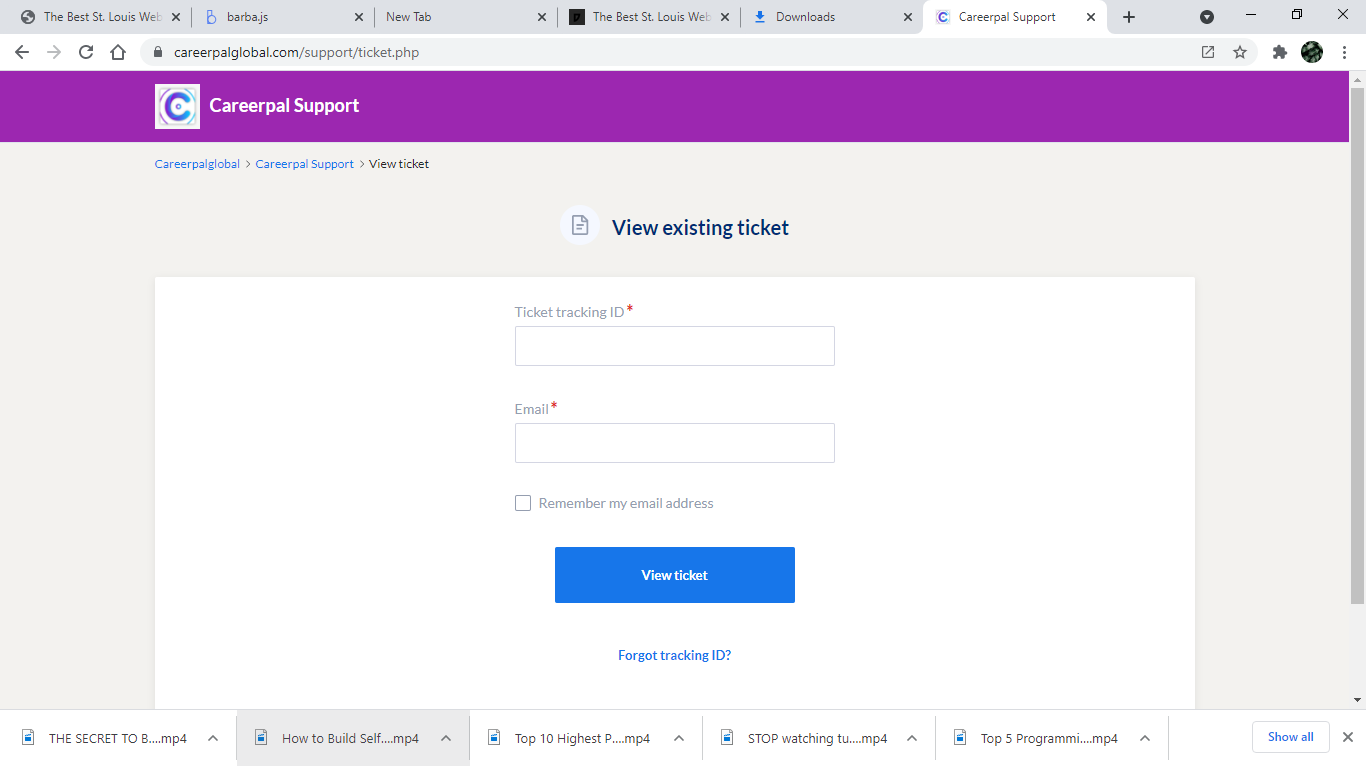 The Best St. Louis Web
barba.js
New Tab
The Best St. Louis Web
Downloads
Careerpal Support
careerpalglobal.com/support/ticket.php
Careerpal Support
Careerpalglobal > Careerpal Support > View ticket
View existing ticket
Ticket tracking ID*
Email*
Remember my email address
View ticket
Forgot tracking ID?
THE SECRET TO B....mp4
How to Build Self....mp4
Top 10 Highest P....mp4
STOP watching tu....mp4
Top 5 Programmi....mp4
Show all